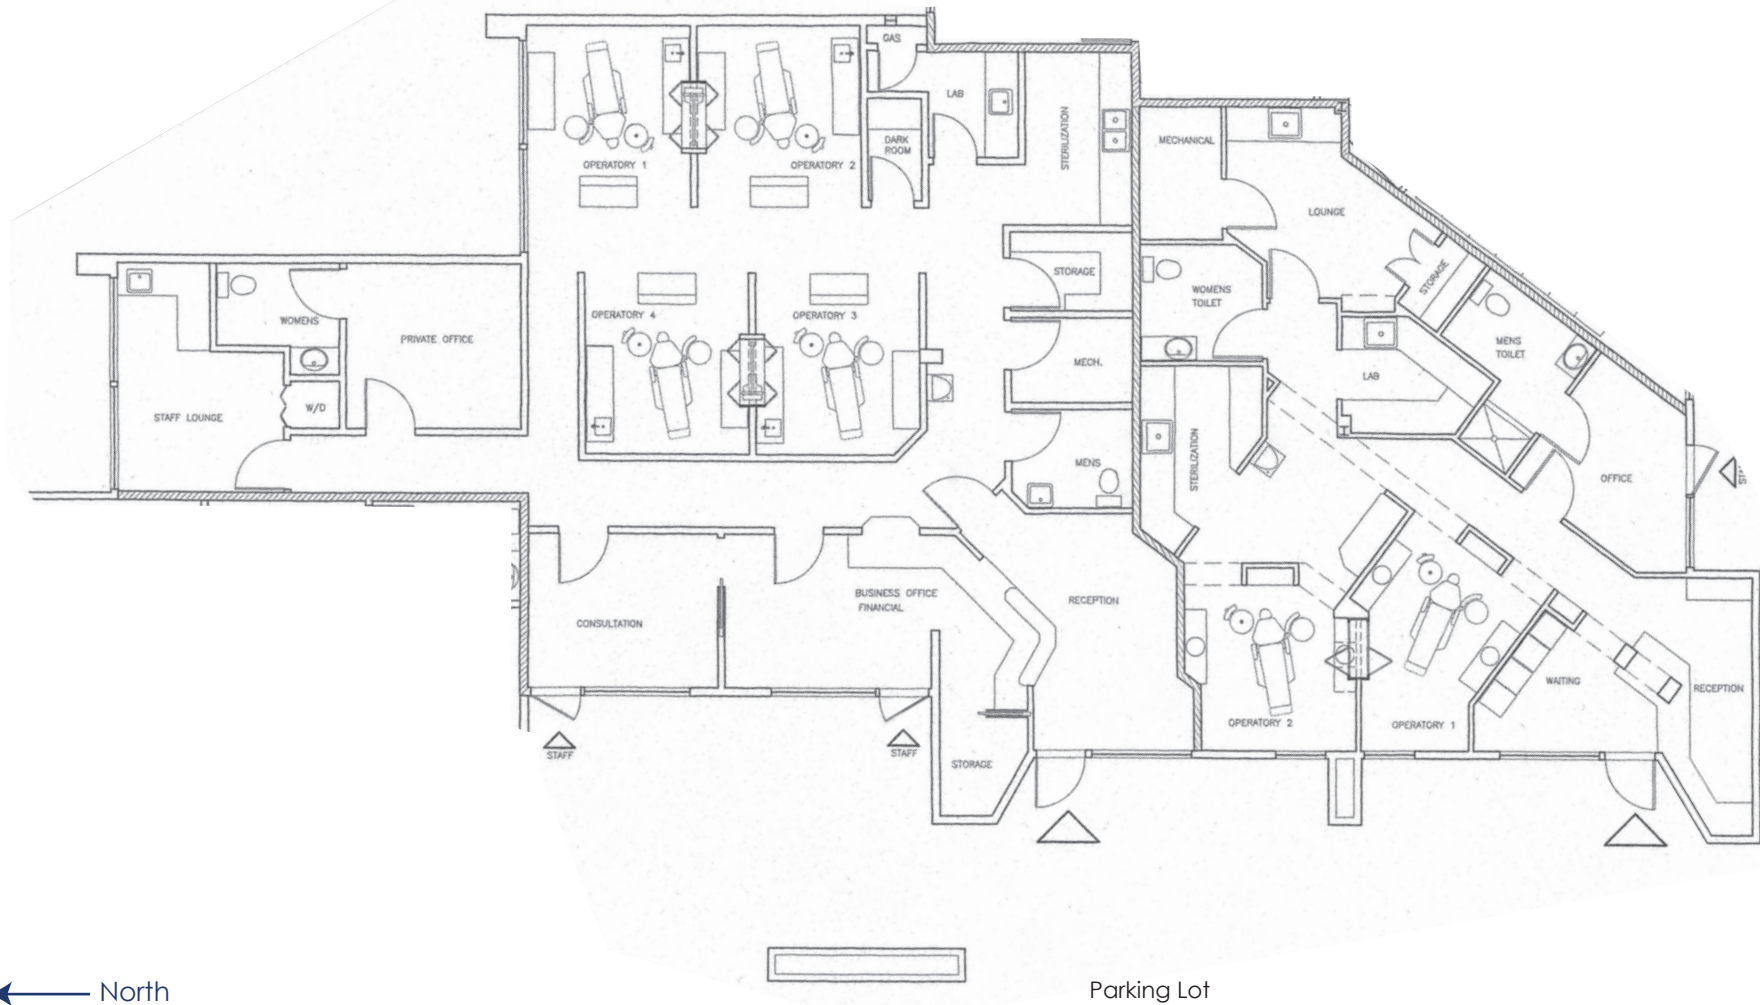 GAS
LAB
DARK
ROOM
STERILIZATION
MECHANICAL
OPERATORY 1
OPERATORY 2
LOUNGE
STORAGE
STORAGE
WOMENS
TOILET
WOMENS
PRIVATE OFFICE
OPERATORY 4
OPERATORY 3
MENS
TOILET
MECH.
LAB
W/D
STAFF LOUNGE
STERILIZATION
MENS
OFFICE
BUSINESS OFFICE
FINANCIAL
CONSULTATION
RECEPTION
WAITING
RECEPTION
OPERATORY 2
OPERATORY 1
STAFF
STAFF
STORAGE
North
Parking Lot